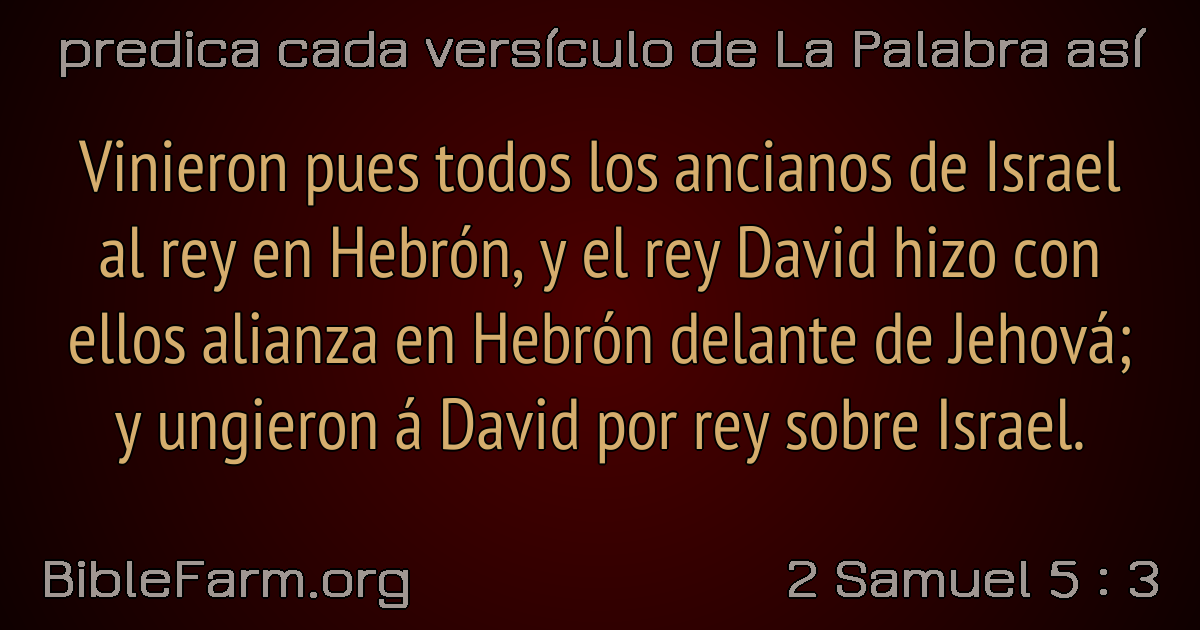 predica cada versículo de La Palabra así
Vinieron pues todos los ancianos de Israel
al rey en Hebrón, y el rey David hizo con
ellos alianza en Hebrón delante de Jehová;
y ungieron á David por rey sobre Israel.
BibleFarm.org
2 Samuel 5 : 3